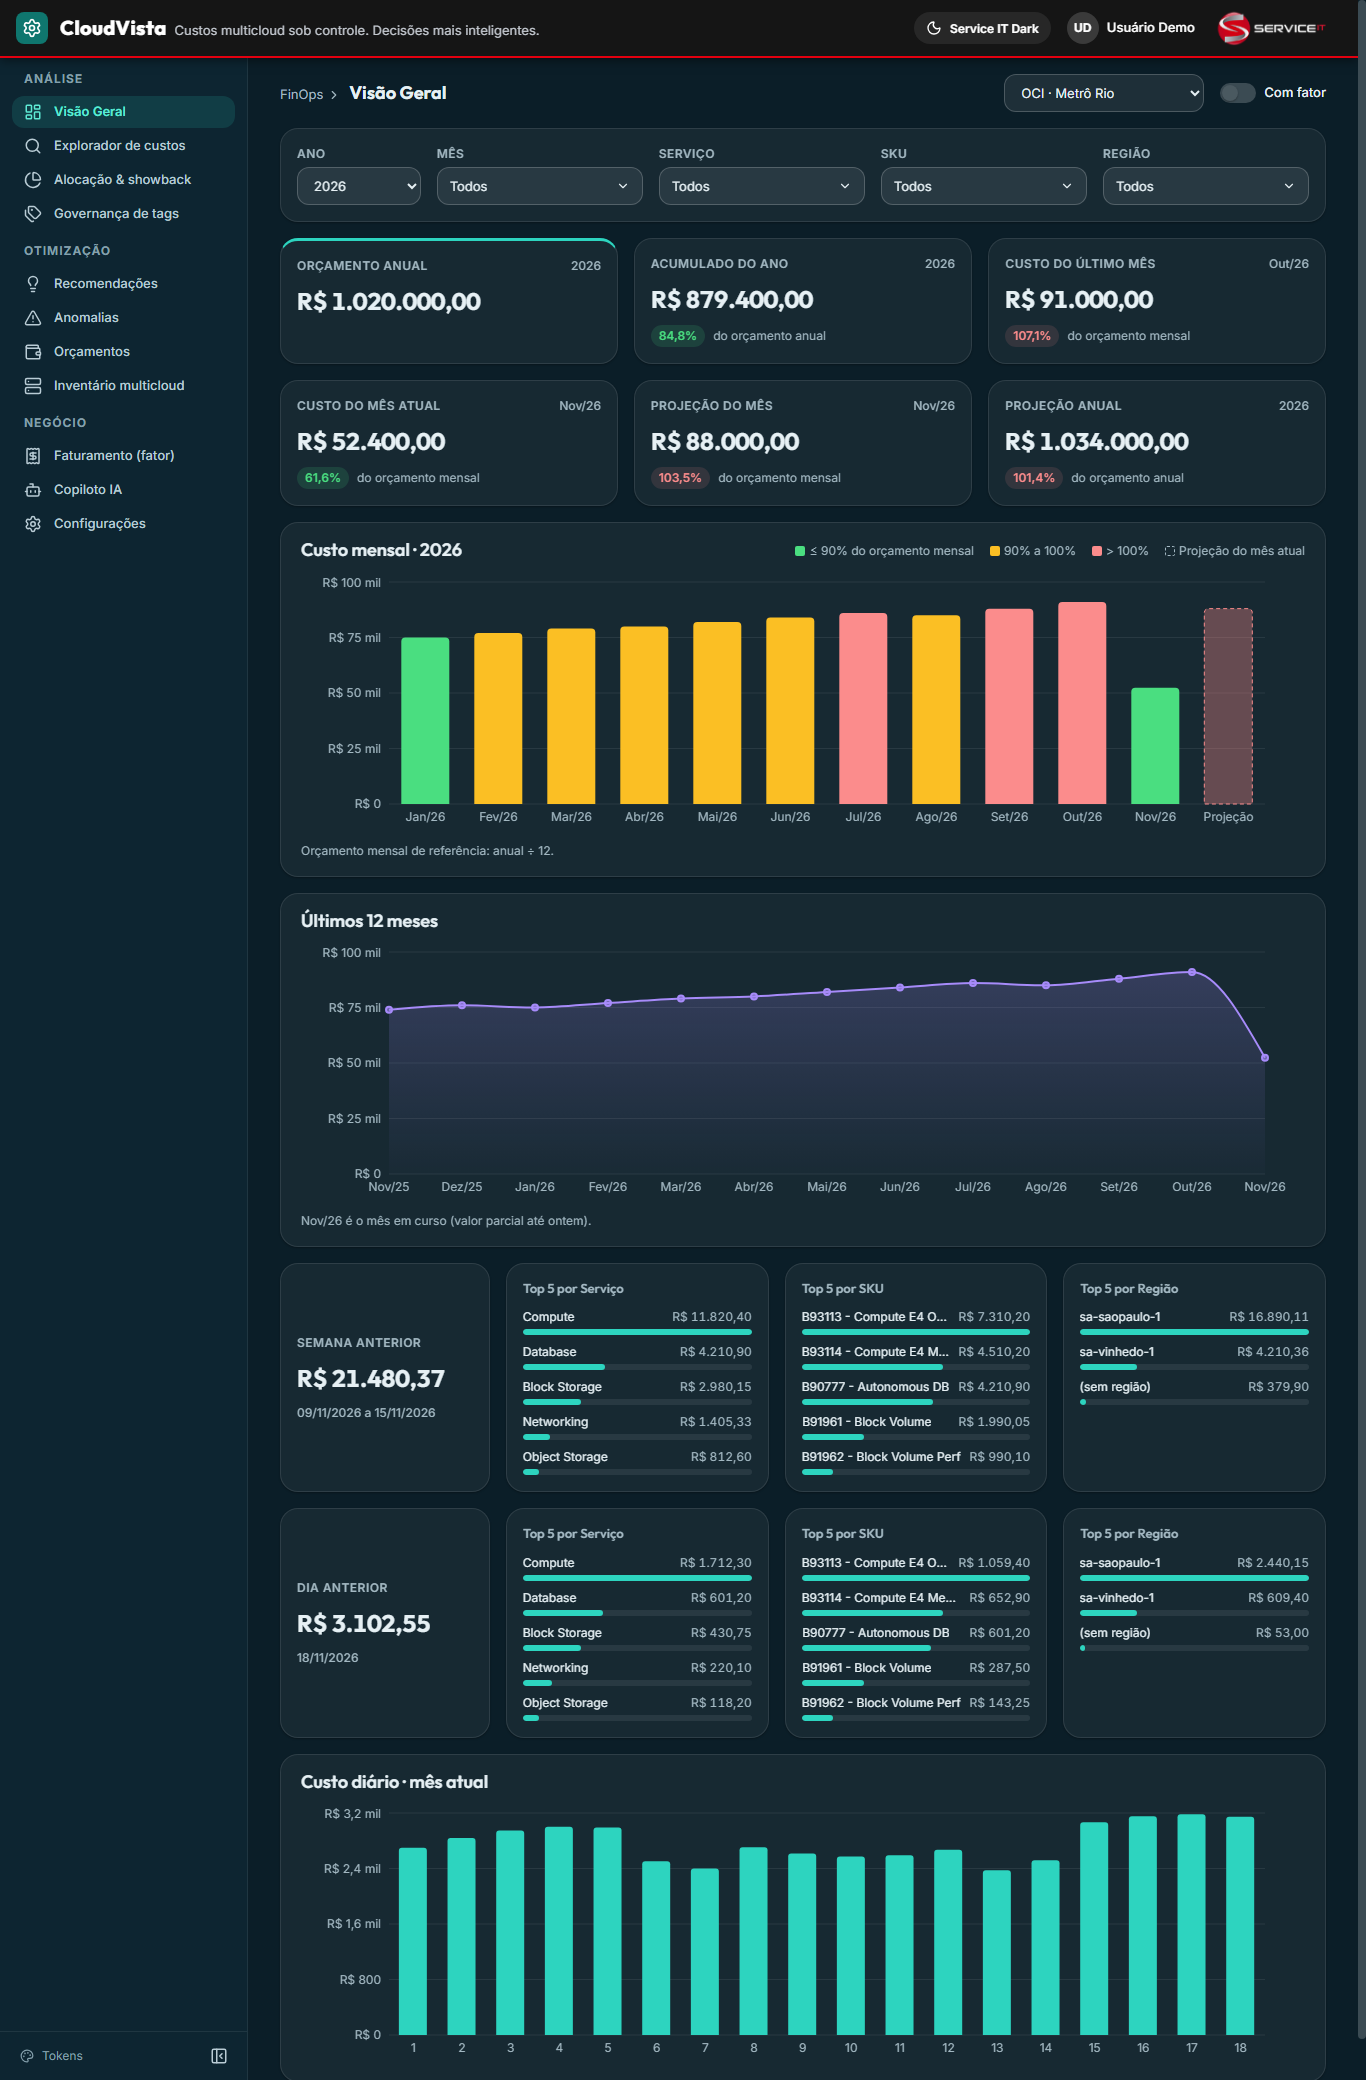 CloudVista Custos multicloud sob controle. Decisões mais inteligentes.
Service IT Dark
UD Usuário Demo
SERVICE IT
ANÁLISE
Visão Geral
Explorador de custos
Alocação & showback
Governança de tags
OTIMIZAÇÃO
Recomendações
Anomalias
Orçamentos
Inventário multicloud
NEGÓCIO
Faturamento (fator)
Copiloto IA
Configurações
Tokens
FinOps > Visão Geral
OCI · Metrô Rio
Com fator
ANO MÊS SERVIÇO SKU REGIÃO
2026 Todos Todos Todos Todos
ORÇAMENTO ANUAL 2026
R$ 1.020.000,00
ACUMULADO DO ANO 2026
R$ 879.400,00
84,8% do orçamento anual
CUSTO DO ÚLTIMO MÊS Out/26
R$ 91.000,00
107,1% do orçamento mensal
CUSTO DO MÊS ATUAL Nov/26
R$ 52.400,00
61,6% do orçamento mensal
PROJEÇÃO DO MÊS Nov/26
R$ 88.000,00
103,5% do orçamento mensal
PROJEÇÃO ANUAL 2026
R$ 1.034.000,00
101,4% do orçamento anual
Custo mensal · 2026
≤ 90% do orçamento mensal 90% a 100% > 100% Projeção do mês atual
R$ 100 mil
R$ 75 mil
R$ 50 mil
R$ 25 mil
R$ 0
Jan/26 Fev/26 Mar/26 Abr/26 Mai/26 Jun/26 Jul/26 Ago/26 Set/26 Out/26 Nov/26 Projeção
Orçamento mensal de referência: anual ÷ 12.
Últimos 12 meses
R$ 100 mil
R$ 75 mil
R$ 50 mil
R$ 25 mil
R$ 0
Nov/25 Dez/25 Jan/26 Fev/26 Mar/26 Abr/26 Mai/26 Jun/26 Jul/26 Ago/26 Set/26 Out/26 Nov/26
Nov/26 é o mês em curso (valor parcial até ontem).
SEMANA ANTERIOR
R$ 21.480,37
09/11/2026 a 15/11/2026
Top 5 por Serviço
Compute R$ 11.820,40
Database R$ 4.210,90
Block Storage R$ 2.980,15
Networking R$ 1.405,33
Object Storage R$ 812,60
Top 5 por SKU
B93113 - Compute E4 O... R$ 7.310,20
B93114 - Compute E4 M... R$ 4.510,20
B90777 - Autonomous DB R$ 4.210,90
B91961 - Block Volume R$ 1.990,05
B91962 - Block Volume Perf R$ 990,10
Top 5 por Região
sa-saopaulo-1 R$ 16.890,11
sa-vinhedo-1 R$ 4.210,36
(sem região) R$ 379,90
DIA ANTERIOR
R$ 3.102,55
18/11/2026
Top 5 por Serviço
Compute R$ 1.712,30
Database R$ 601,20
Block Storage R$ 430,75
Networking R$ 220,10
Object Storage R$ 118,20
Top 5 por SKU
B93113 - Compute E4 O... R$ 1.059,40
B93114 - Compute E4 Me... R$ 652,90
B90777 - Autonomous DB R$ 601,20
B91961 - Block Volume R$ 287,50
B91962 - Block Volume Perf R$ 143,25
Top 5 por Região
sa-saopaulo-1 R$ 2.440,15
sa-vinhedo-1 R$ 609,40
(sem região) R$ 53,00
Custo diário · mês atual
R$ 3,2 mil
R$ 2,4 mil
R$ 1,6 mil
R$ 800
R$ 0
1 2 3 4 5 6 7 8 9 10 11 12 13 14 15 16 17 18